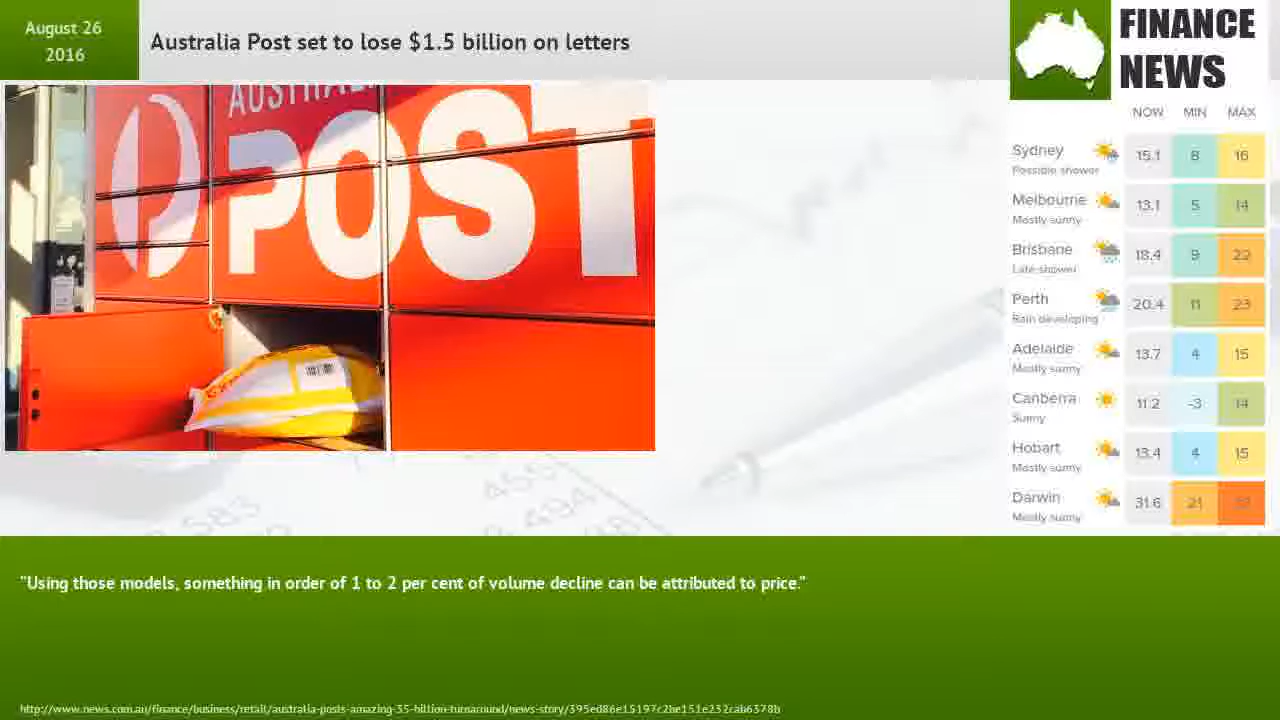 August 26
2016
Australia Post set to lose $1.5 billion on letters
FINANCE
NEWS
AUSTRALI
POST
NOW MIN MAX
Sydney 15.1 8 16
Possible shower
Melbourne 13.1 5 14
Mostly sunny
Brisbane 18.4 9 22
Late shower
Perth 20.4 11 23
Rain developing
Adelaide 13.7 4 15
Mostly sunny
Canberra 11.2 -3 14
Sunny
Hobart 13.4 4 15
Mostly sunny
Darwin 31.6 21
Mostly sunny
"Using those models, something in order of 1 to 2 per cent of volume decline can be attributed to price."
http://www.news.com.au/finance/business/retail/australia-posts-amazing-35-billion-turnaround/news-story/395ed86e15197c2be151e232cab6378b